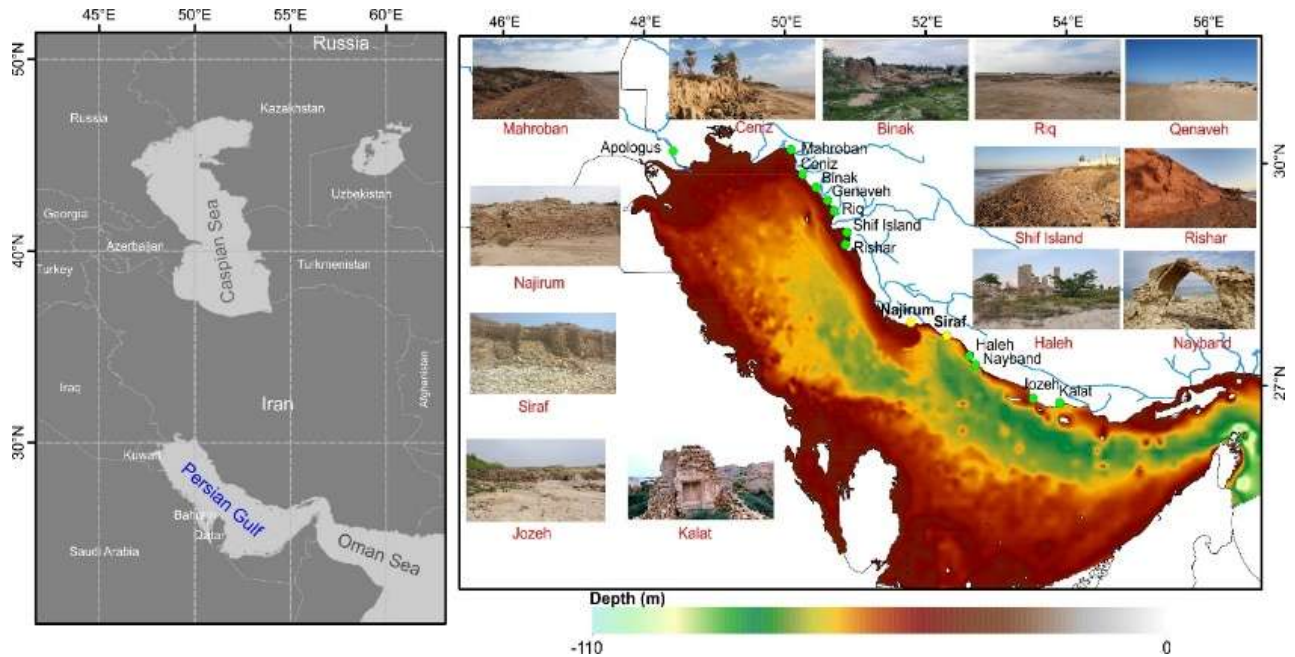 45°E
50°E
55°E
60°E
50°N
40°N
30°N
Russia
Kazakhstan
Russia
Uzbekistan
Georgia
Azerbaijan
Turkey
Caspian Sea
Turkmenistan
Iraq
Iran
Afghanistan
Kuwait
Persian Gulf
Bahrain
Qatar
Saudi Arabia
Oman Sea
46°E
48°E
50°E
52°E
54°E
56°E
30°N
27°N
Mahroban
Ceniz
Binak
Riq
Qenaveh
Apologus
Mahroban
Ceniz
Binak
Genaveh
Riq
Shif Island
Rishar
Shif Island
Rishar
Najirum
Najirum
Siraf
Haleh
Nayband
Haleh
Nayband
Siraf
Jozeh
Kalat
Jozeh
Kalat
Depth (m)
-110
0